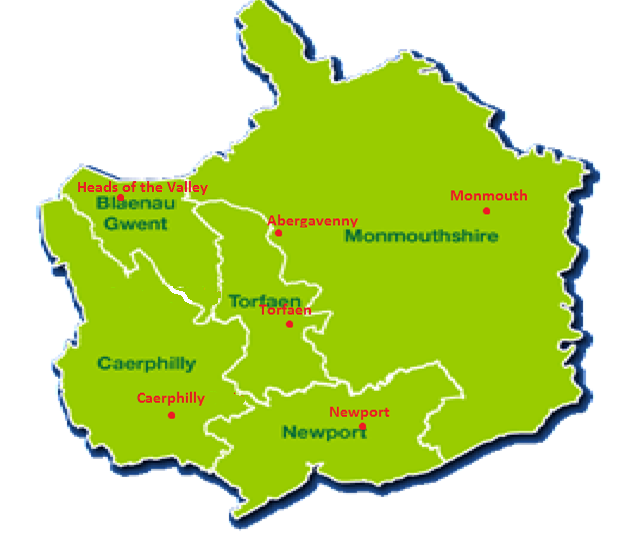 Heads of the Valley
Blaenau
Gwent
Monmouth
Abergavenny
Monmouthshire
Torfaen
Torfaen
Caerphilly
Caerphilly
Newport
Newport